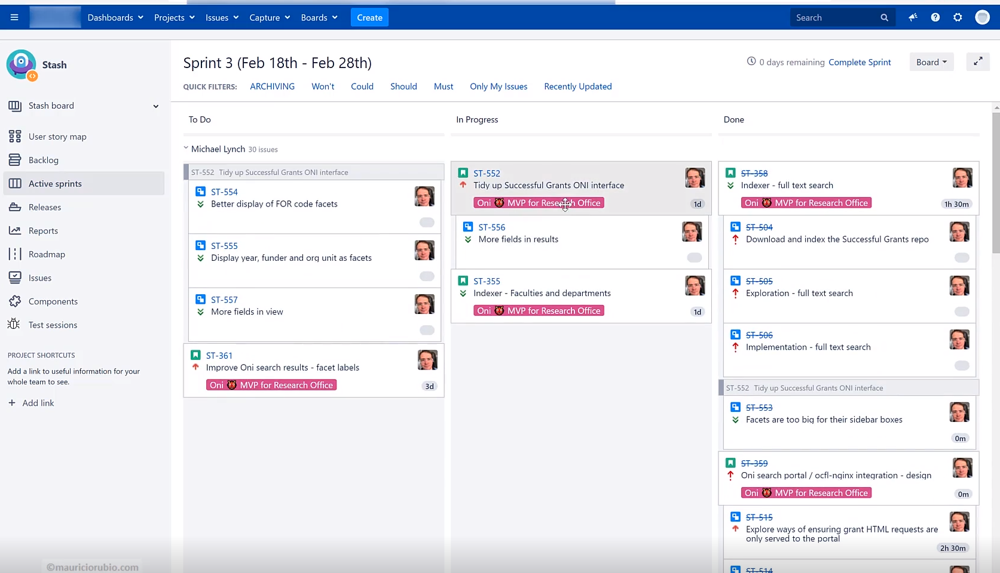 Dashboards
Projects
Issues
Capture
Boards
Create
Search
Stash
Stash board
User story map
Backlog
Active sprints
Releases
Reports
Roadmap
Issues
Components
Test sessions
PROJECT SHORTCUTS
Add a link to useful information for your
whole team to see.
+ Add link
©mauriciorubio.com
Sprint 3 (Feb 18th - Feb 28th)
0 days remaining Complete Sprint
Board
QUICK FILTERS: ARCHIVING Won't Could Should Must Only My Issues Recently Updated
To Do
In Progress
Done
Michael Lynch 30 issues
ST-552 Tidy up Successful Grants ONI interface
ST-554
Better display of FOR code facets
ST-555
Display year, funder and org unit as facets
ST-557
More fields in view
ST-361
Improve Oni search results - facet labels
Oni MVP for Research Office
3d
ST-552
Tidy up Successful Grants ONI interface
Oni MVP for Research Office
1d
ST-556
More fields in results
ST-355
Indexer - Faculties and departments
Oni MVP for Research Office
1d
ST-358
Indexer - full text search
Oni MVP for Research Office
1h 30m
ST-504
Download and index the Successful Grants repo
ST-505
Exploration - full text search
ST-506
Implementation - full text search
ST-552 Tidy up Successful Grants ONI interface
ST-553
Facets are too big for their sidebar boxes
0m
ST-359
Oni search portal / ocfl-nginx integration - design
Oni MVP for Research Office
0m
ST-515
Explore ways of ensuring grant HTML requests are
only served to the portal
2h 30m
ST-514